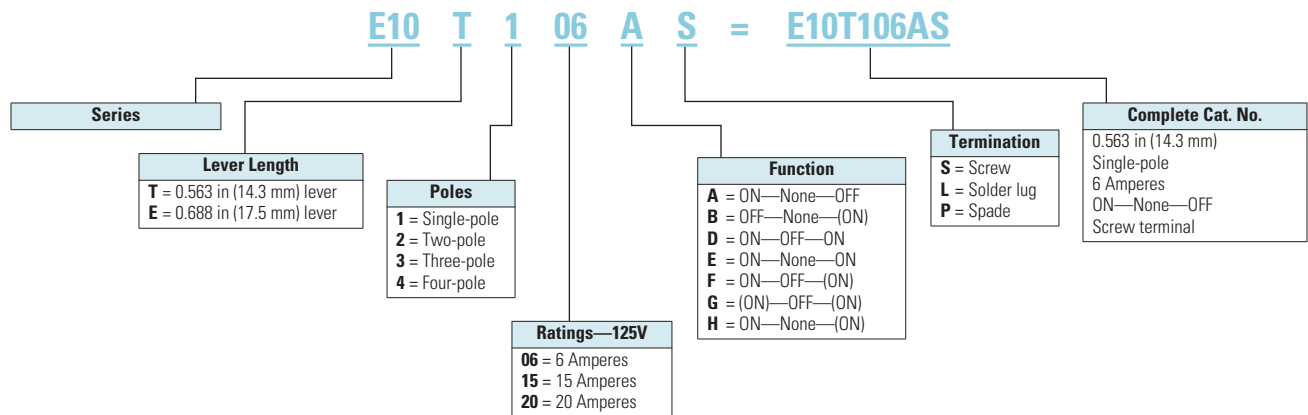 E10 T 1 06 A S = E10T106AS
Series
Lever Length
T = 0.563 in (14.3 mm) lever
E = 0.688 in (17.5 mm) lever
Poles
1 = Single-pole
2 = Two-pole
3 = Three-pole
4 = Four-pole
Ratings—125V
06 = 6 Amperes
15 = 15 Amperes
20 = 20 Amperes
Function
A = ON—None—OFF
B = OFF—None—(ON)
D = ON—OFF—ON
E = ON—None—ON
F = ON—OFF—(ON)
G = (ON)—OFF—(ON)
H = ON—None—(ON)
Termination
S = Screw
L = Solder lug
P = Spade
Complete Cat. No.
0.563 in (14.3 mm)
Single-pole
6 Amperes
ON—None—OFF
Screw terminal